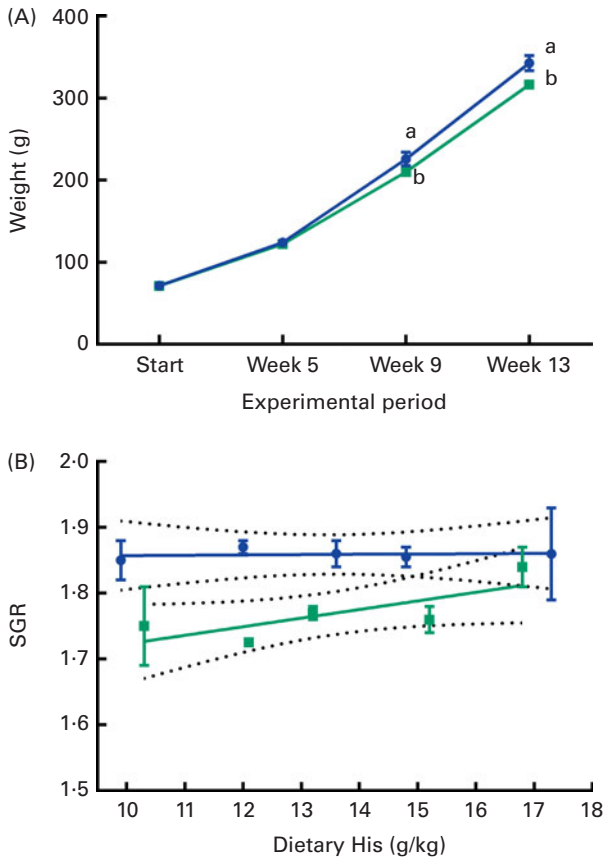 (A)
400
300
200
100
0
Weight (g)
a
b
a
b
Start Week 5 Week 9 Week 13
Experimental period
(B)
2·0
1·9
1·8
1·7
1·6
1·5
SGR
10 11 12 13 14 15 16 17 18
Dietary His (g/kg)